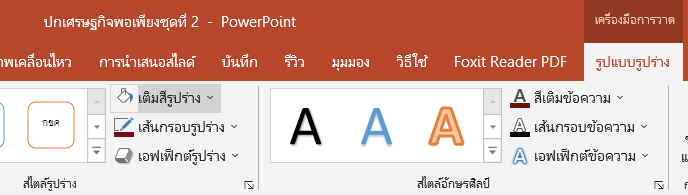 ปกเศรษฐกิจพอเพียงชุดที่ 2 - PowerPoint
เครื่องมือการวาด
าพเคลื่อนไหว การนำเสนอสไลด์ บันทึก รีวิว มุมมอง วิธีใช้ Foxit Reader PDF รูปแบบรูปร่าง
กขค
เติมสีรูปร่าง
เส้นกรอบรูปร่าง
เอฟเฟ็กต์รูปร่าง
สไตล์รูปร่าง
A A A
A สีเติมข้อความ
A เส้นกรอบข้อความ
A เอฟเฟ็กต์ข้อความ
สไตล์อักษรศิลป์